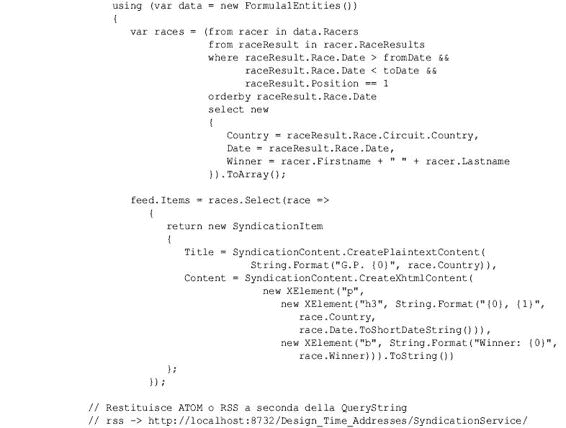 using (var data = new Formula1Entities())
{
var races = (from racer in data.Racers
from raceResult in racer.RaceResults
where raceResult.Race.Date > fromDate &&
raceResult.Race.Date < toDate &&
raceResult.Position == 1
orderby raceResult.Race.Date
select new
{
Country = raceResult.Race.Circuit.Country,
Date = raceResult.Race.Date,
Winner = racer.Firstname + " " + racer.Lastname
}).ToArray();
feed.Items = races.Select(race =>
{
return new SyndicationItem
{
Title = SyndicationContent.CreatePlaintextContent(
String.Format("G.P. {0}", race.Country)),
Content = SyndicationContent.CreateXhtmlContent(
new XElement("p",
new XElement("h3", String.Format("{0}, {1}",
race.Country,
race.Date.ToShortDateString())),
new XElement("b", String.Format("Winner: {0}",
race.Winner))).ToString())
};
});
// Restituisce ATOM o RSS a seconda della QueryString
// rss -> http://localhost:8732/Design_Time_Addresses/SyndicationService/